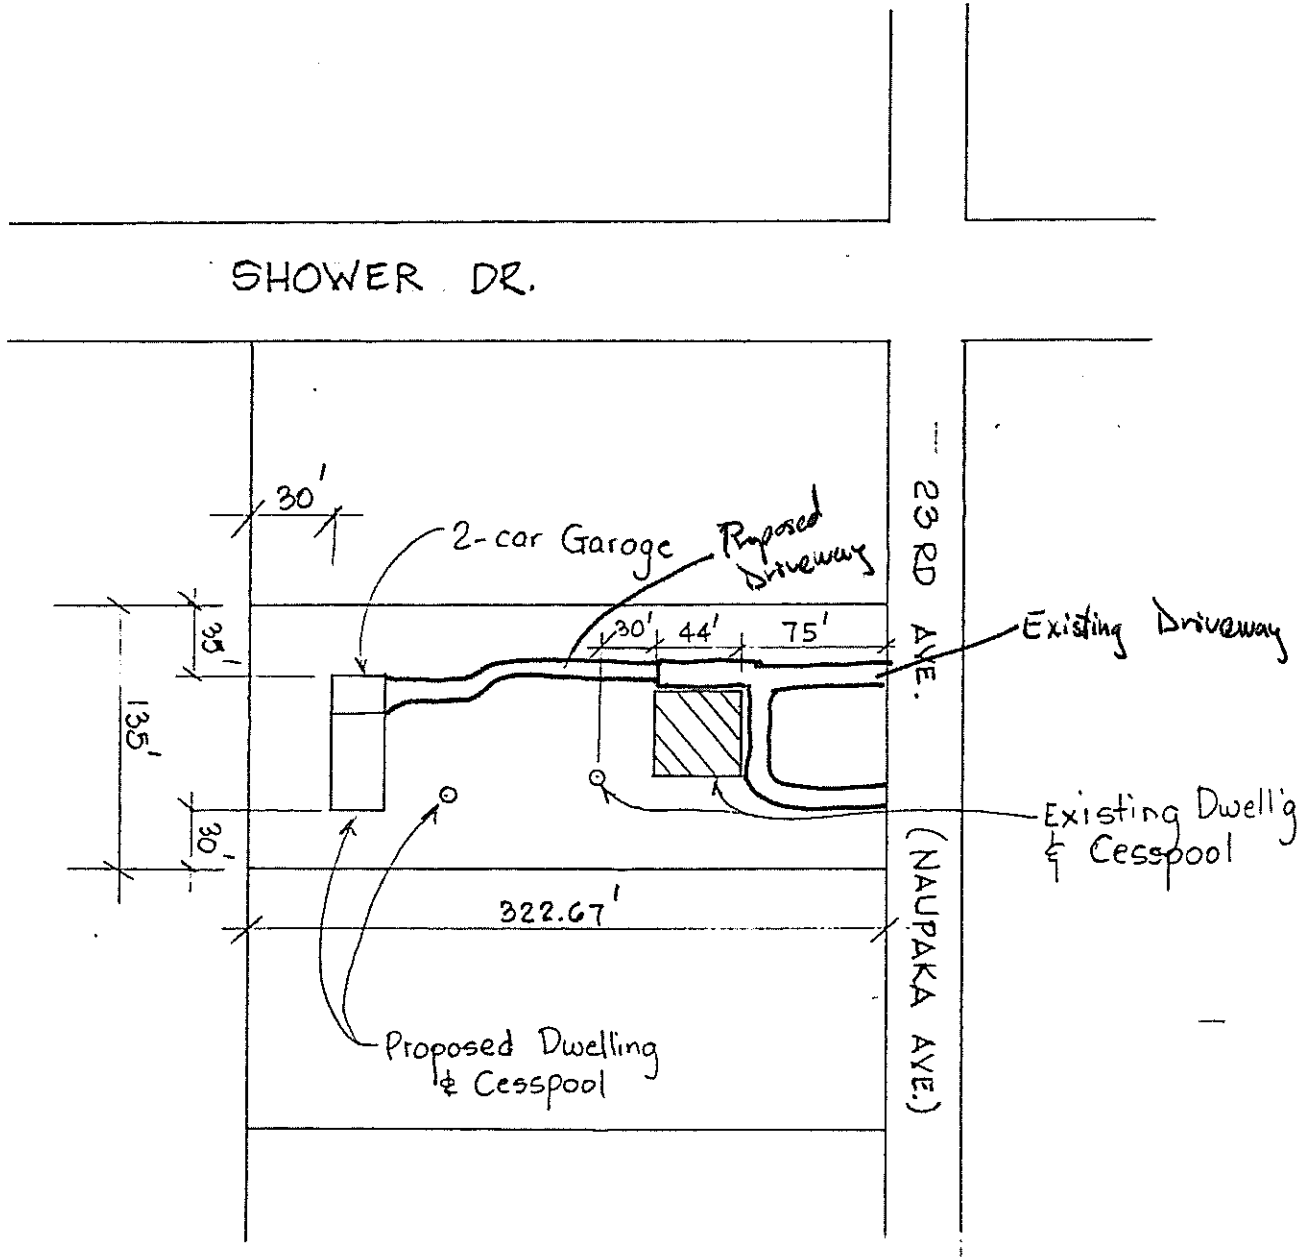 SHOWER DR.
30'
2-car Garoge
Proposed
Driveway
— 23 RD AVE. (NAUPAKA AVE.)
35'
30'
44'
75'
Existing Driveway
135'
30'
Existing Dwell'g
& Cesspool
322.67'
Proposed Dwelling
& Cesspool